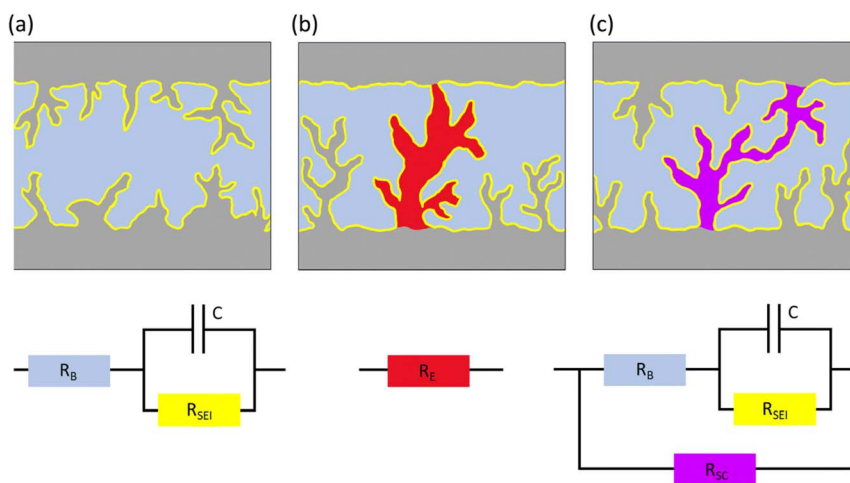 (a) (b) (c)
C C
R_B R_E R_B
R_SEI R_SEI
R_SC